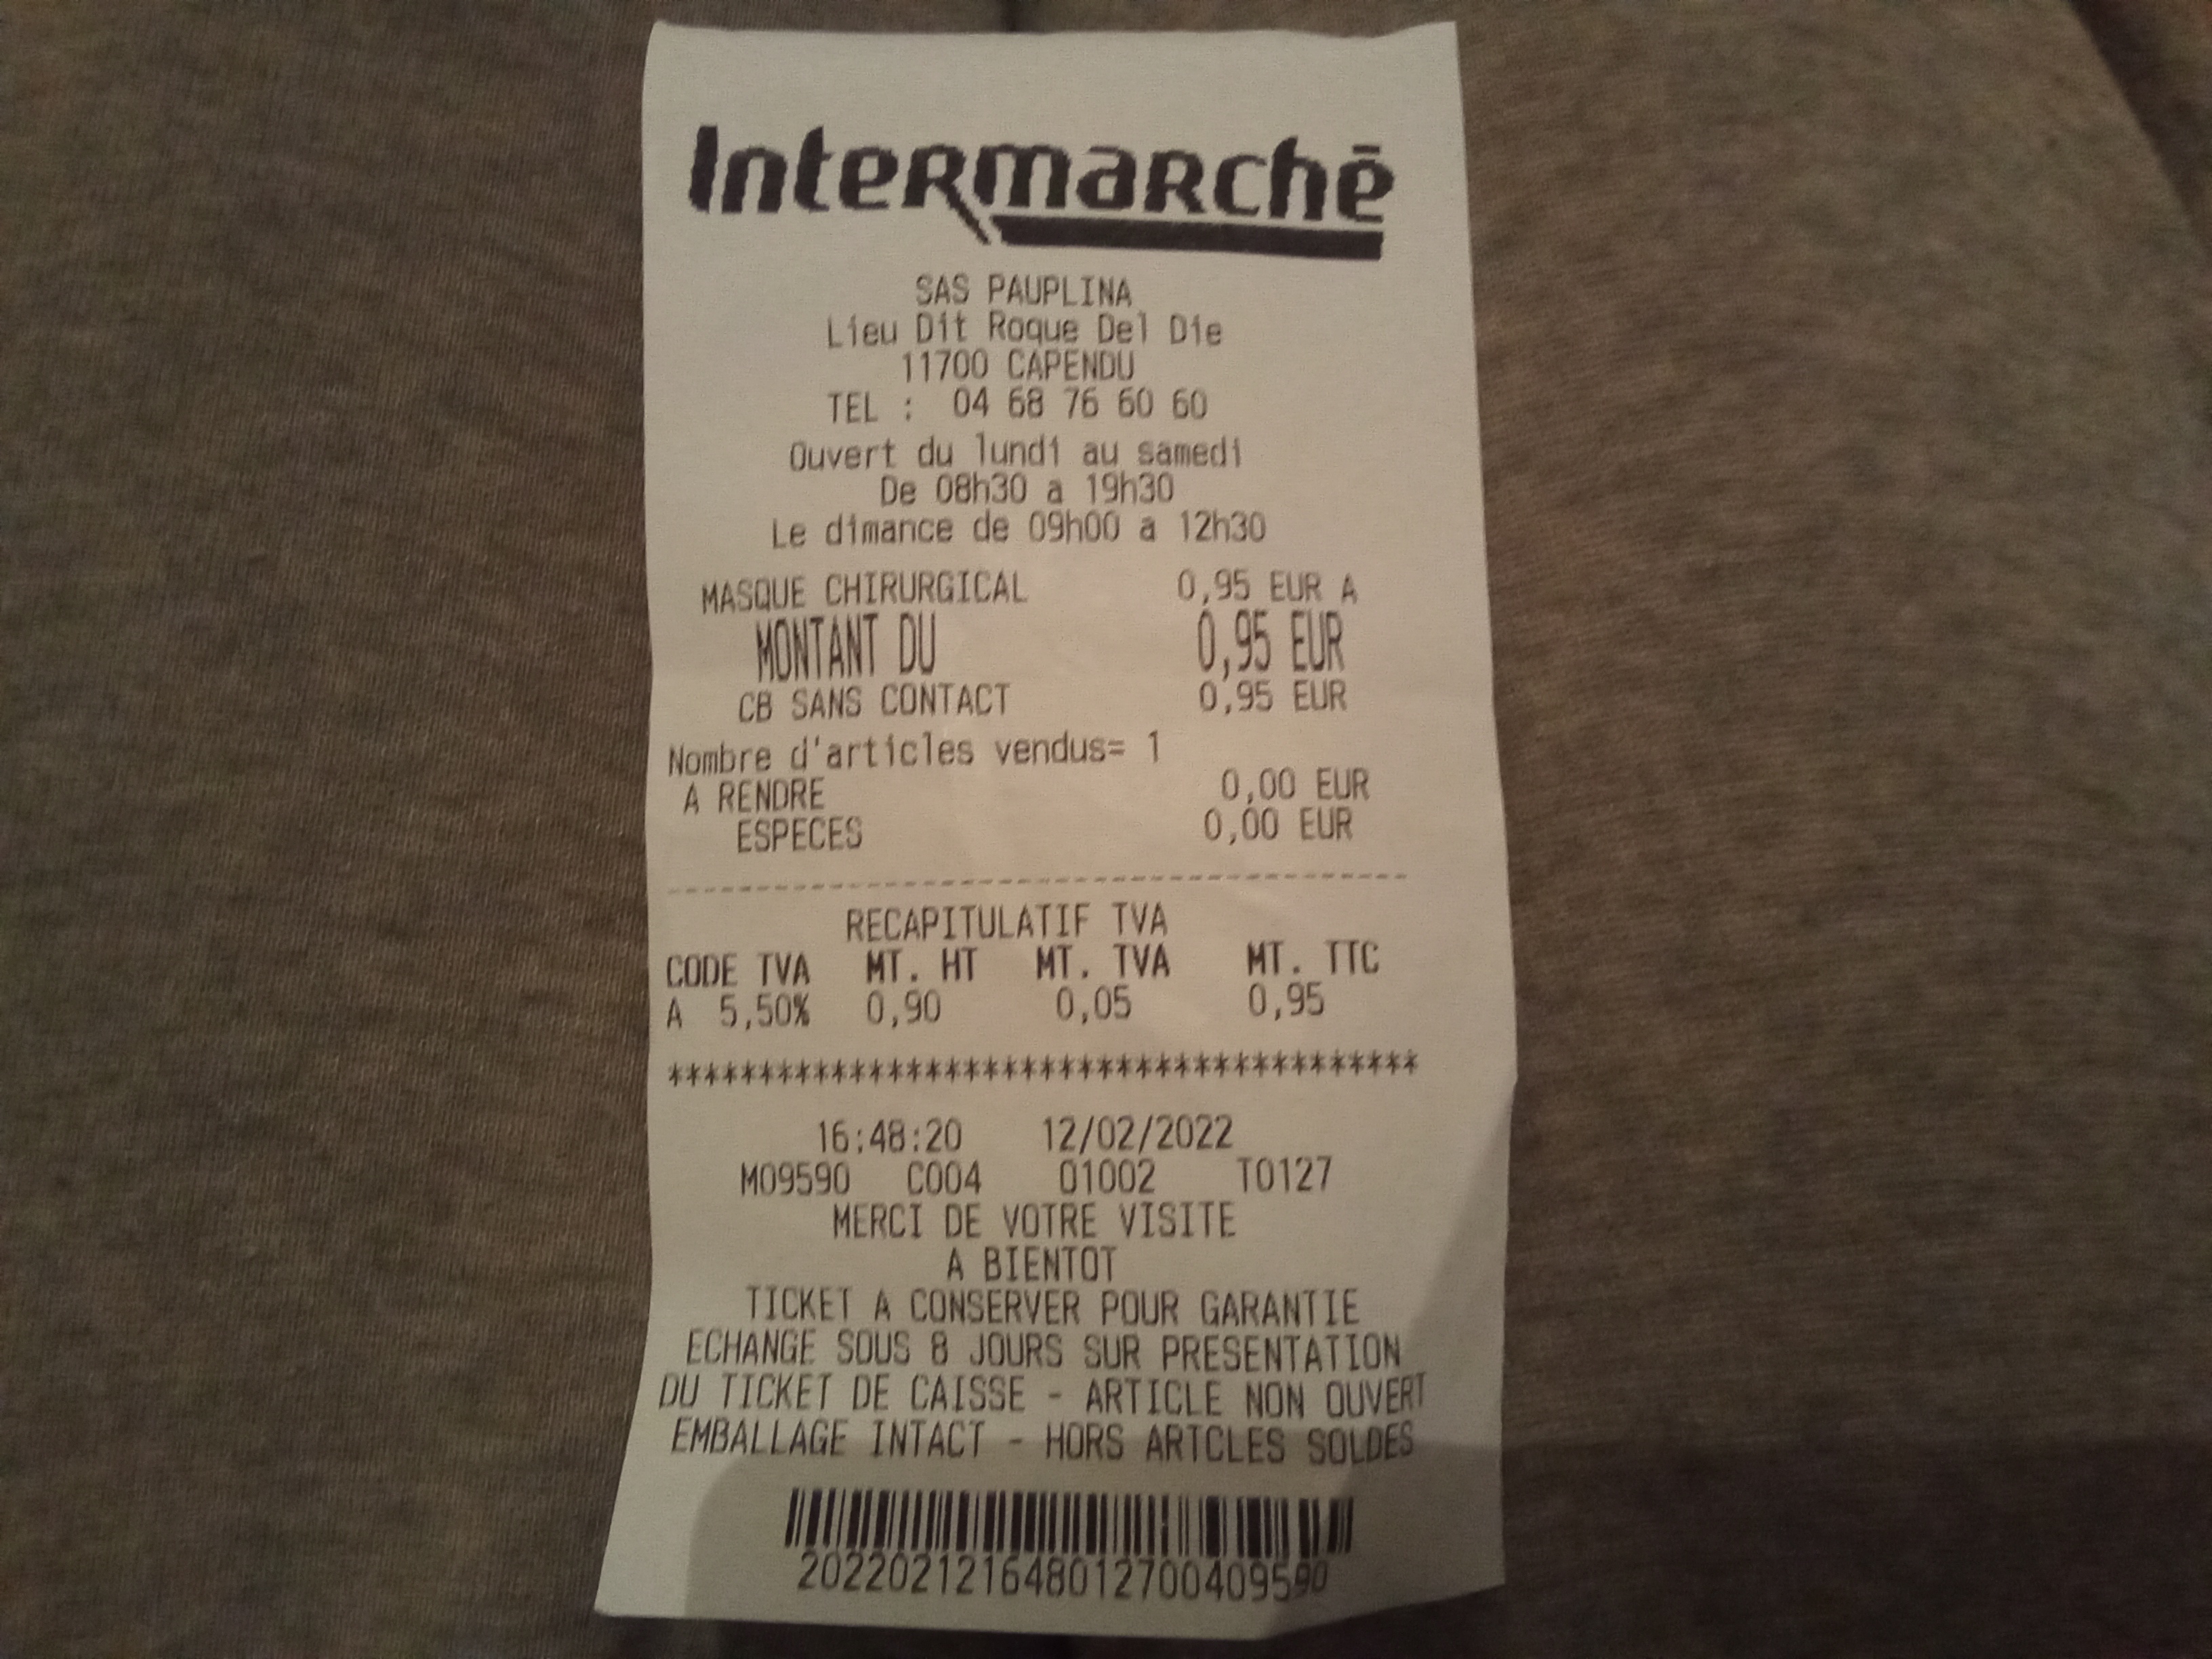 Intermarché
SAS PAUPLINA
Lieu Dit Roque Del Die
11700 CAPENDU
TEL :  04 68 76 60 60
Ouvert du lundi au samedi
De 08h30 a 19h30
Le dimance de 09h00 a 12h30
MASQUE CHIRURGICAL 0,95 EUR A
MONTANT DU 0,95 EUR
CB SANS CONTACT 0,95 EUR
Nombre d'articles vendus= 1
A RENDRE 0,00 EUR
ESPECES 0,00 EUR
----------------------------------------
RECAPITULATIF TVA
CODE TVA MT. HT MT. TVA MT. TTC
A 5,50% 0,90 0,05 0,95
*****************************************
16:48:20 12/02/2022
M09590 C004 01002 T0127
MERCI DE VOTRE VISITE
A BIENTOT
TICKET A CONSERVER POUR GARANTIE
ECHANGE SOUS 8 JOURS SUR PRESENTATION
DU TICKET DE CAISSE - ARTICLE NON OUVERT
EMBALLAGE INTACT - HORS ARTCLES SOLDES
20220212164801270040​9590